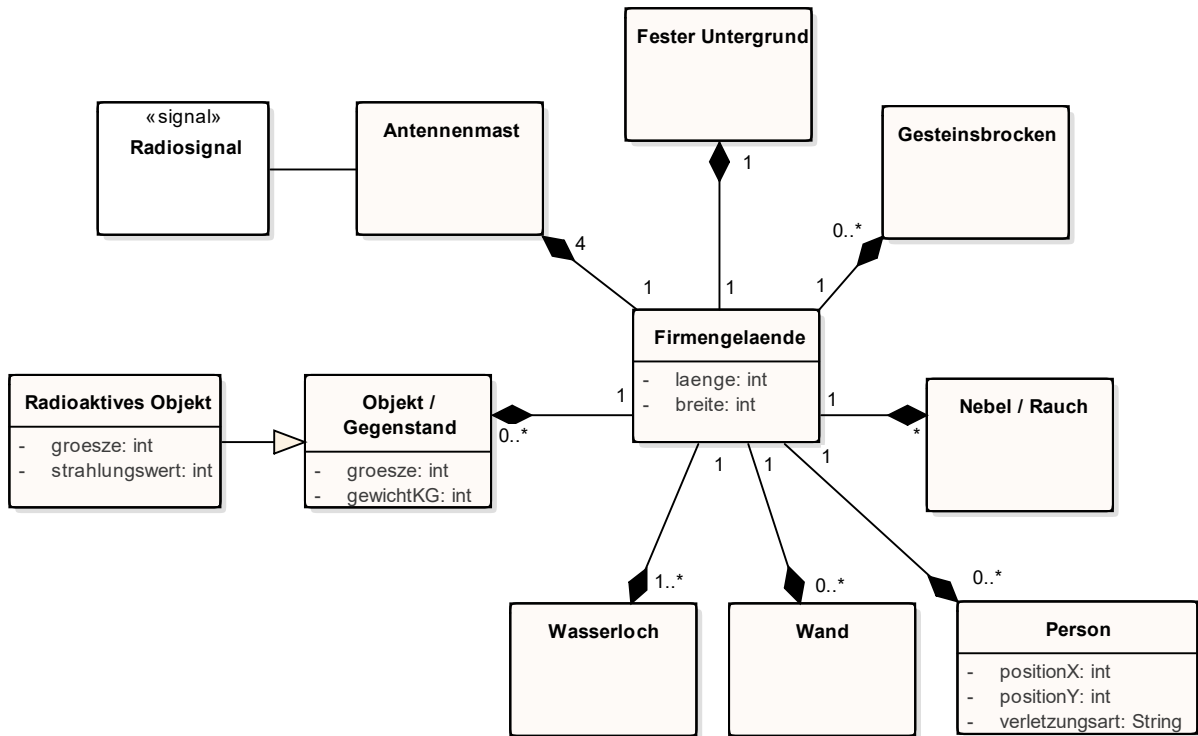 Fester Untergrund
1
«signal»
Radiosignal
Antennenmast
4
1
1
Gesteinsbrocken
0..*
1
Firmengelaende
- laenge: int
- breite: int
Radioaktives Objekt
- groesze: int
- strahlungswert: int
Objekt /
Gegenstand
- groesze: int
- gewichtKG: int
1
0..*
1
*
Nebel / Rauch
1
1
1
1..*
0..*
0..*
Wasserloch
Wand
Person
- positionX: int
- positionY: int
- verletzungsart: String